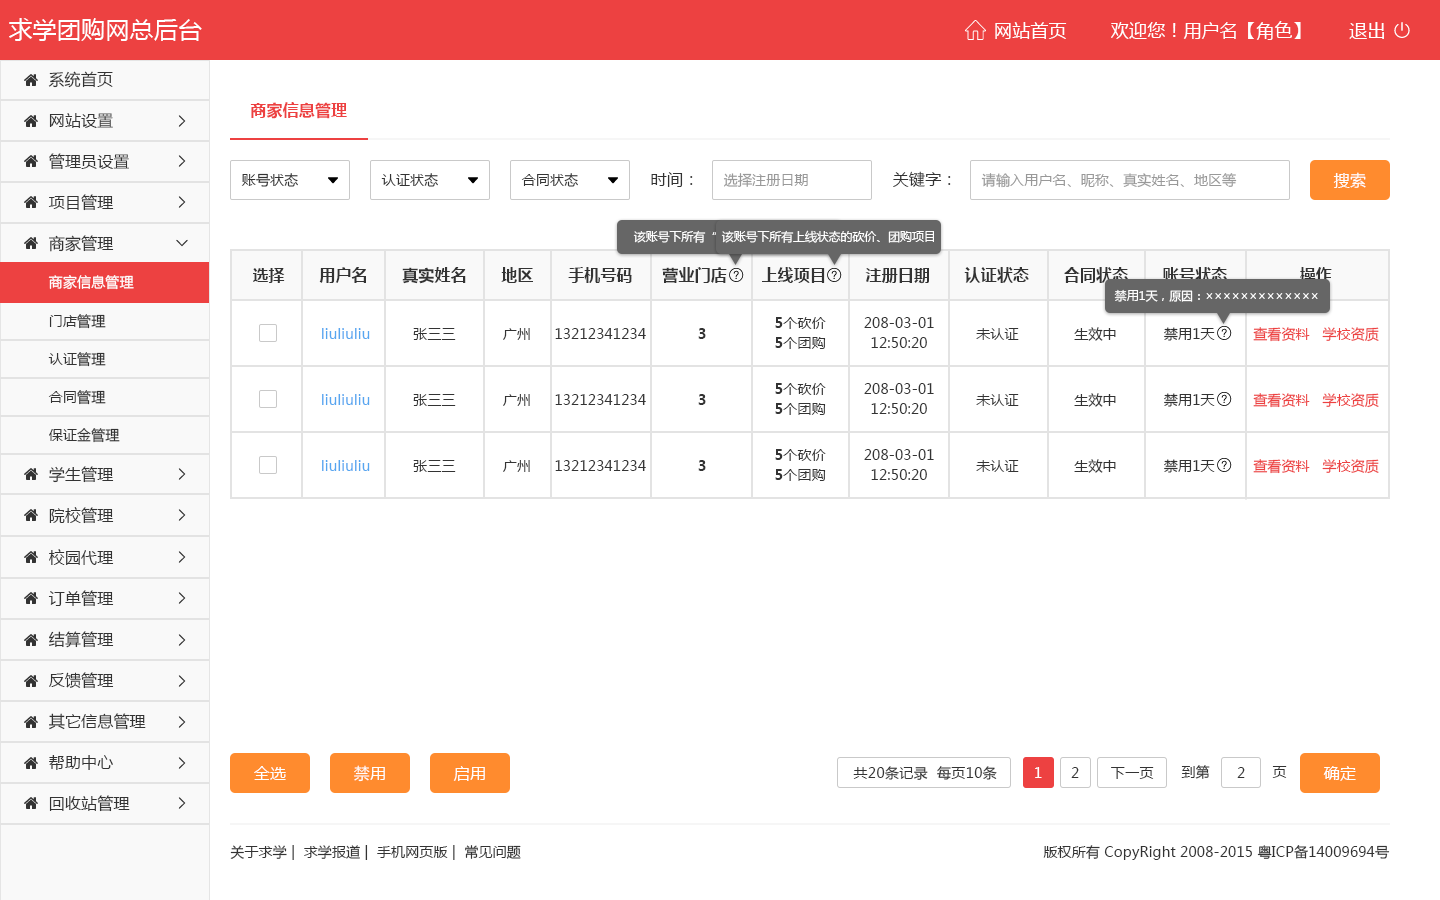 求学团购网总后台
网站首页
欢迎您！用户名【角色】
退出
系统首页
网站设置
管理员设置
项目管理
商家管理
商家信息管理
门店管理
认证管理
合同管理
保证金管理
学生管理
院校管理
校园代理
订单管理
结算管理
反馈管理
其它信息管理
帮助中心
回收站管理
商家信息管理
账号状态 认证状态 合同状态 时间： 选择注册日期 关键字： 请输入用户名、昵称、真实姓名、地区等 搜索
该账号下所有“
该账号下所有上线状态的砍价、团购项目
选择 用户名 真实姓名 地区 手机号码 营业门店 上线项目 注册日期 认证状态 合同状态 账号状态 操作
禁用1天，原因：×××××××××××××
liuliuliu 张三三 广州 13212341234 3 5个砍价 5个团购 208-03-01 12:50:20 未认证 生效中 禁用1天 查看资料 学校资质
liuliuliu 张三三 广州 13212341234 3 5个砍价 5个团购 208-03-01 12:50:20 未认证 生效中 禁用1天 查看资料 学校资质
liuliuliu 张三三 广州 13212341234 3 5个砍价 5个团购 208-03-01 12:50:20 未认证 生效中 禁用1天 查看资料 学校资质
全选 禁用 启用 共20条记录 每页10条 1 2 下一页 到第 2 页 确定
关于求学 | 求学报道 | 手机网页版 | 常见问题
版权所有 CopyRight 2008-2015 粤ICP备14009694号